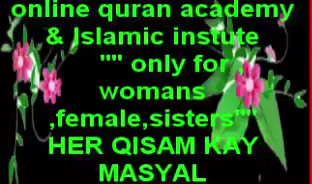 online quran academy
& Islamic instute
"" only for
womans
,female,sisters""
HER QISAM KAY
MASYAL